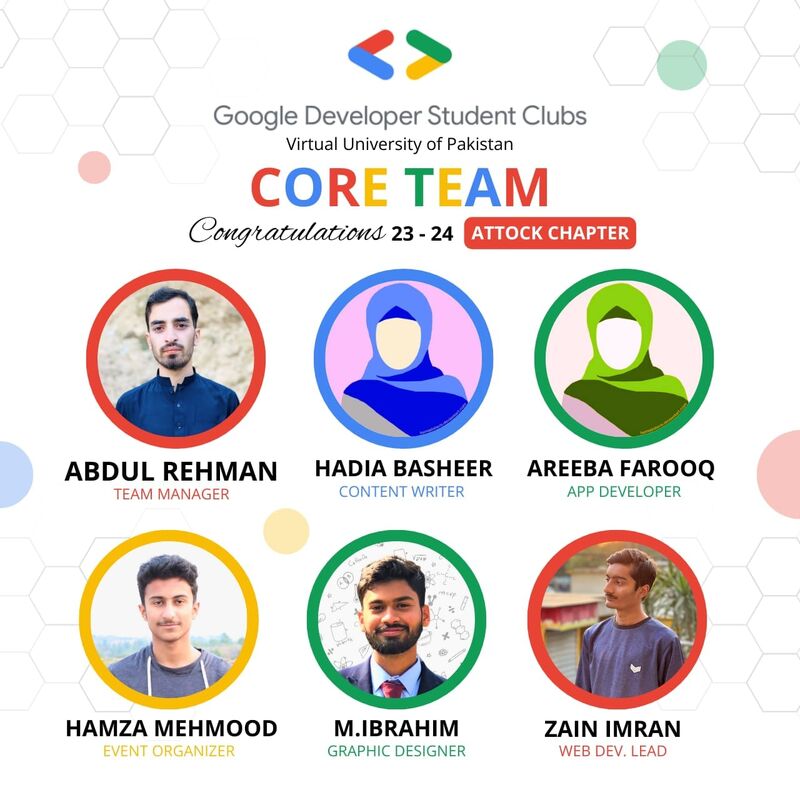 Google Developer Student Clubs
Virtual University of Pakistan
CORE TEAM
Congratulations 23 - 24 ATTOCK CHAPTER
ABDUL REHMAN
TEAM MANAGER
HADIA BASHEER
CONTENT WRITER
AREEBA FAROOQ
APP DEVELOPER
HAMZA MEHMOOD
EVENT ORGANIZER
M.IBRAHIM
GRAPHIC DESIGNER
ZAIN IMRAN
WEB DEV. LEAD